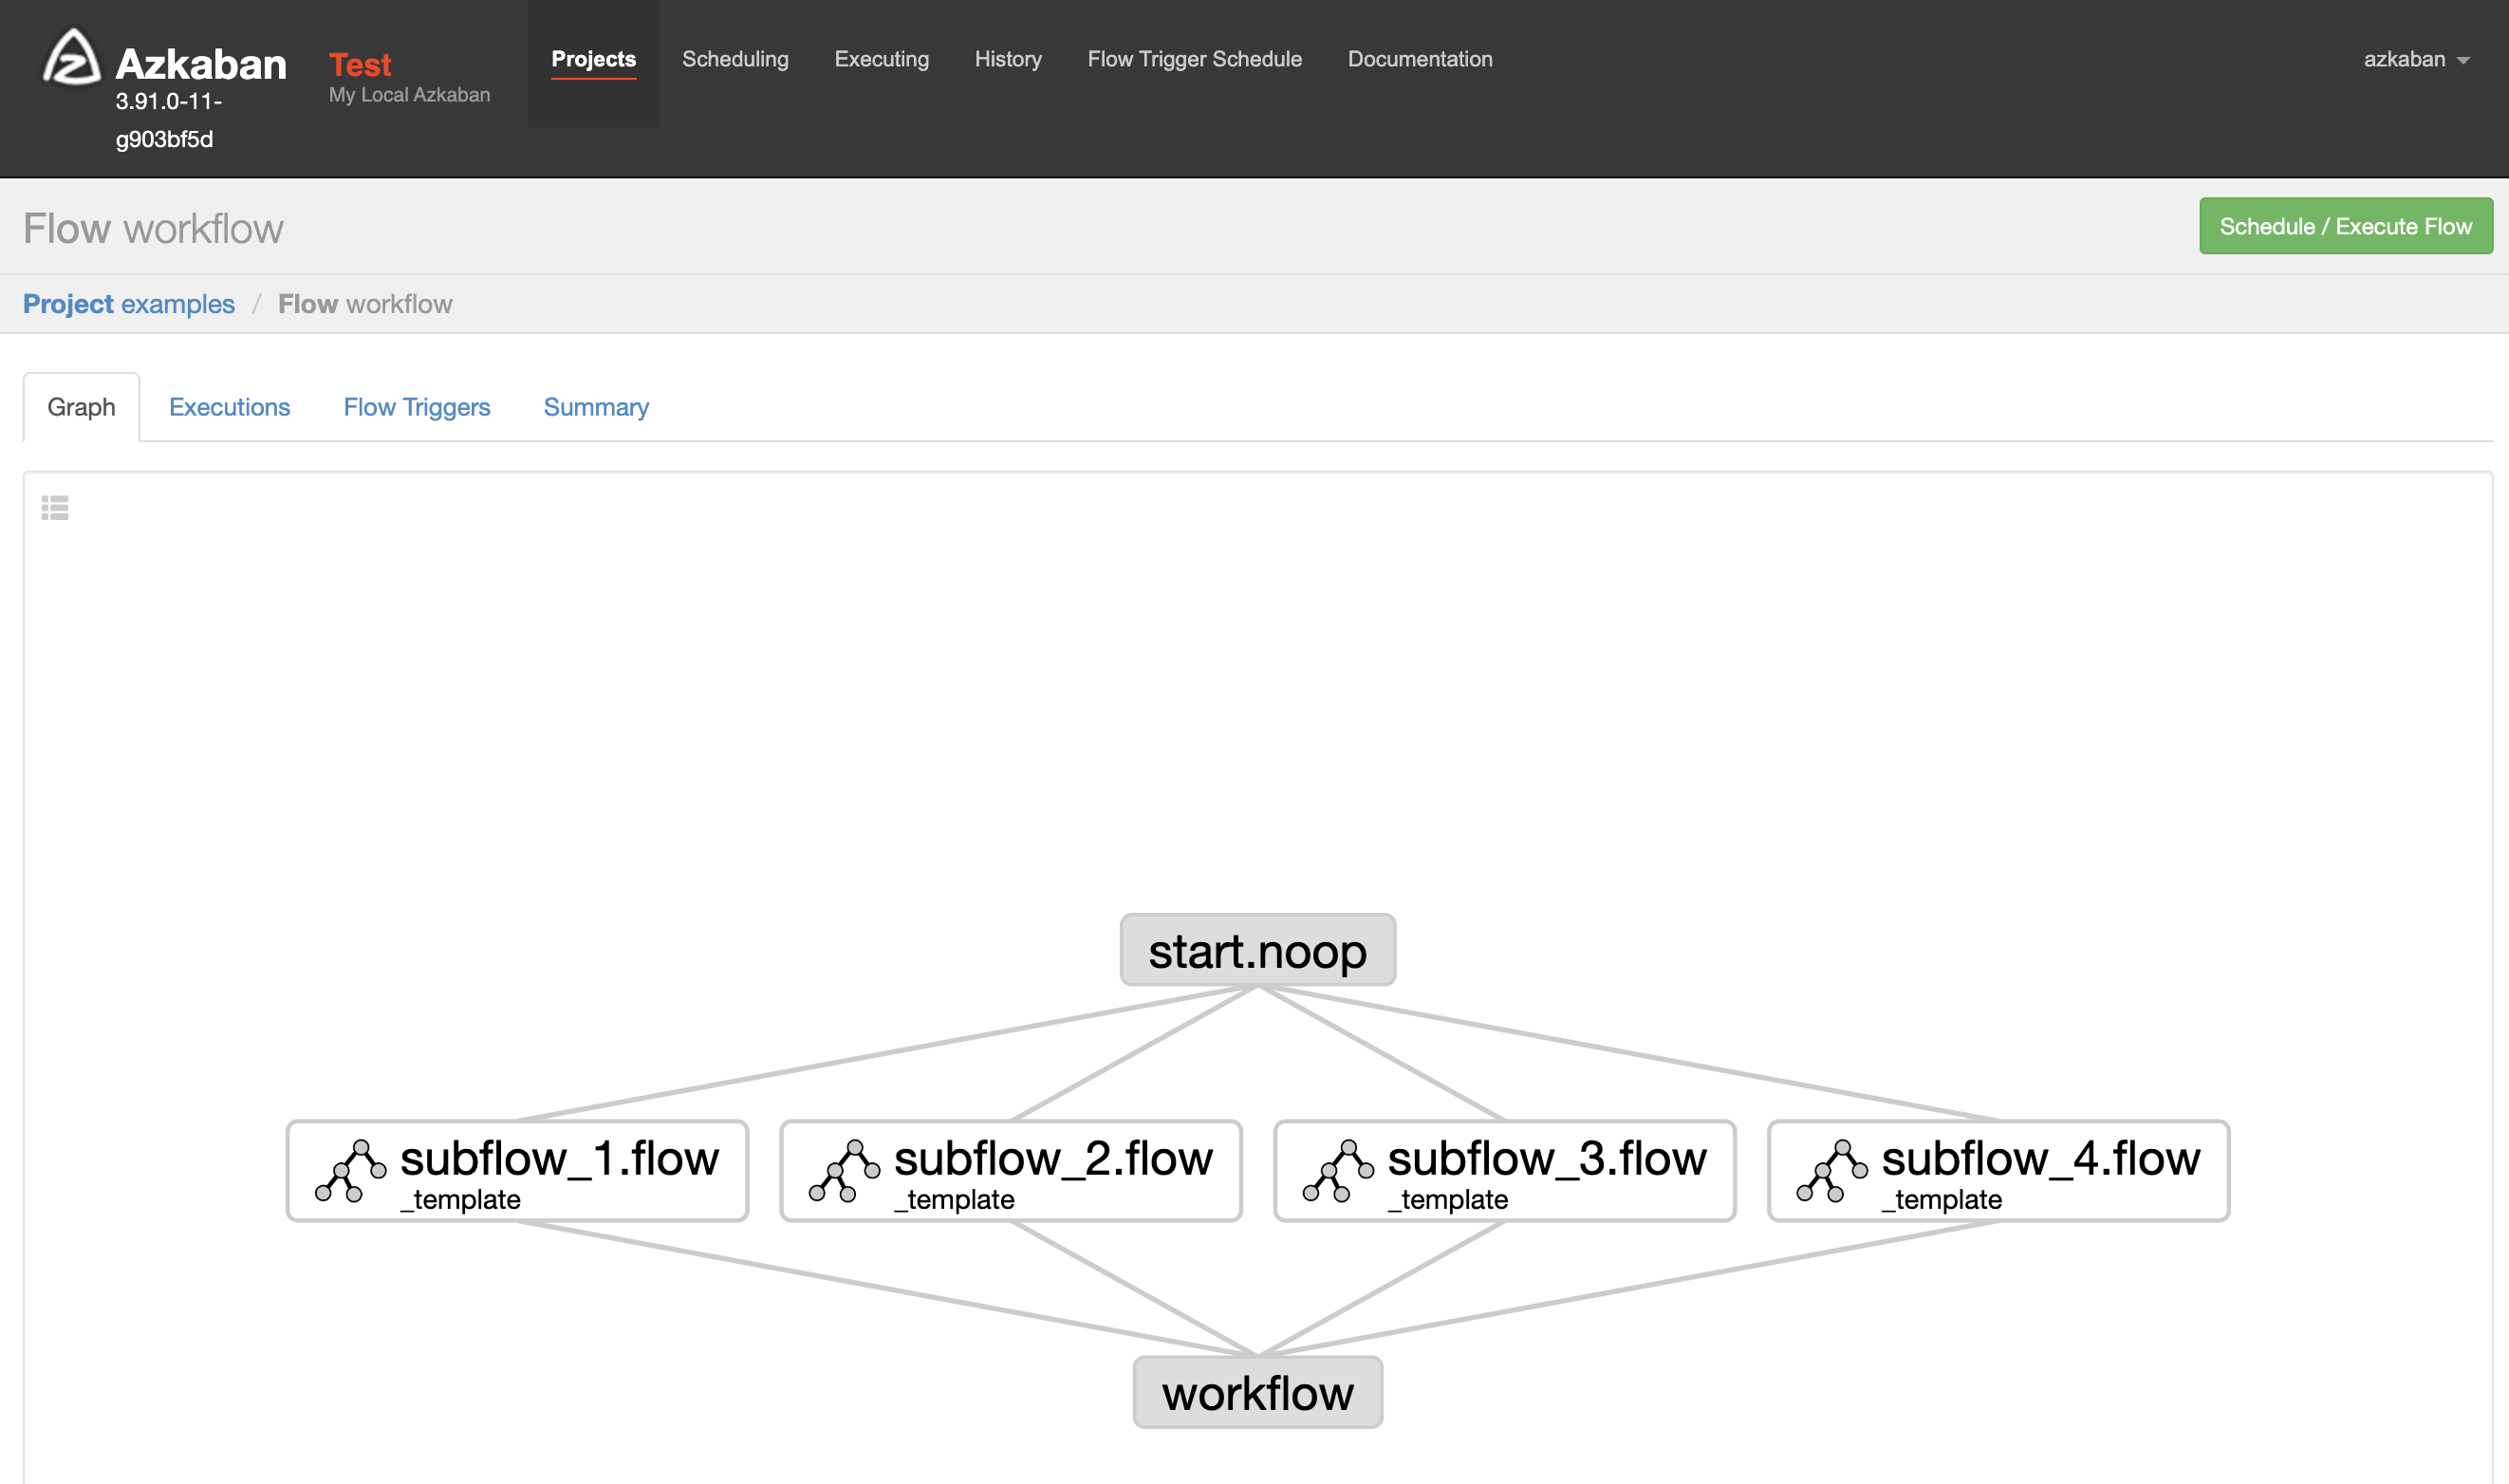 Azkaban
3.91.0-11-
g903bf5d
Test
My Local Azkaban
Projects
Scheduling
Executing
History
Flow Trigger Schedule
Documentation
azkaban
Flow workflow
Schedule / Execute Flow
Project examples / Flow workflow
Graph
Executions
Flow Triggers
Summary
start.noop
subflow_1.flow
_template
subflow_2.flow
_template
subflow_3.flow
_template
subflow_4.flow
_template
workflow